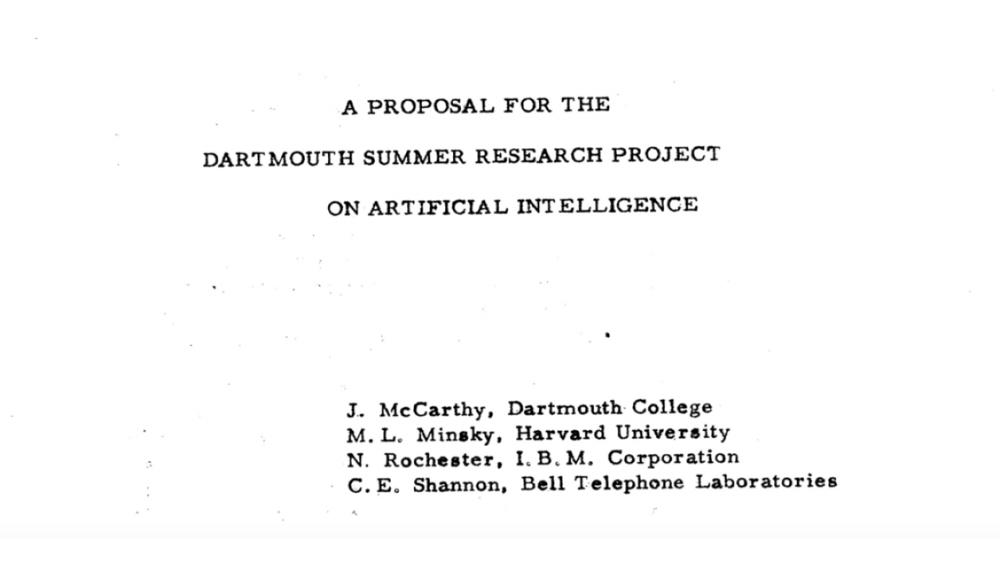 A PROPOSAL FOR THE
DARTMOUTH SUMMER RESEARCH PROJECT
ON ARTIFICIAL INTELLIGENCE
J. McCarthy, Dartmouth College
M. L. Minsky, Harvard University
N. Rochester, I. B. M. Corporation
C. E. Shannon, Bell Telephone Laboratories